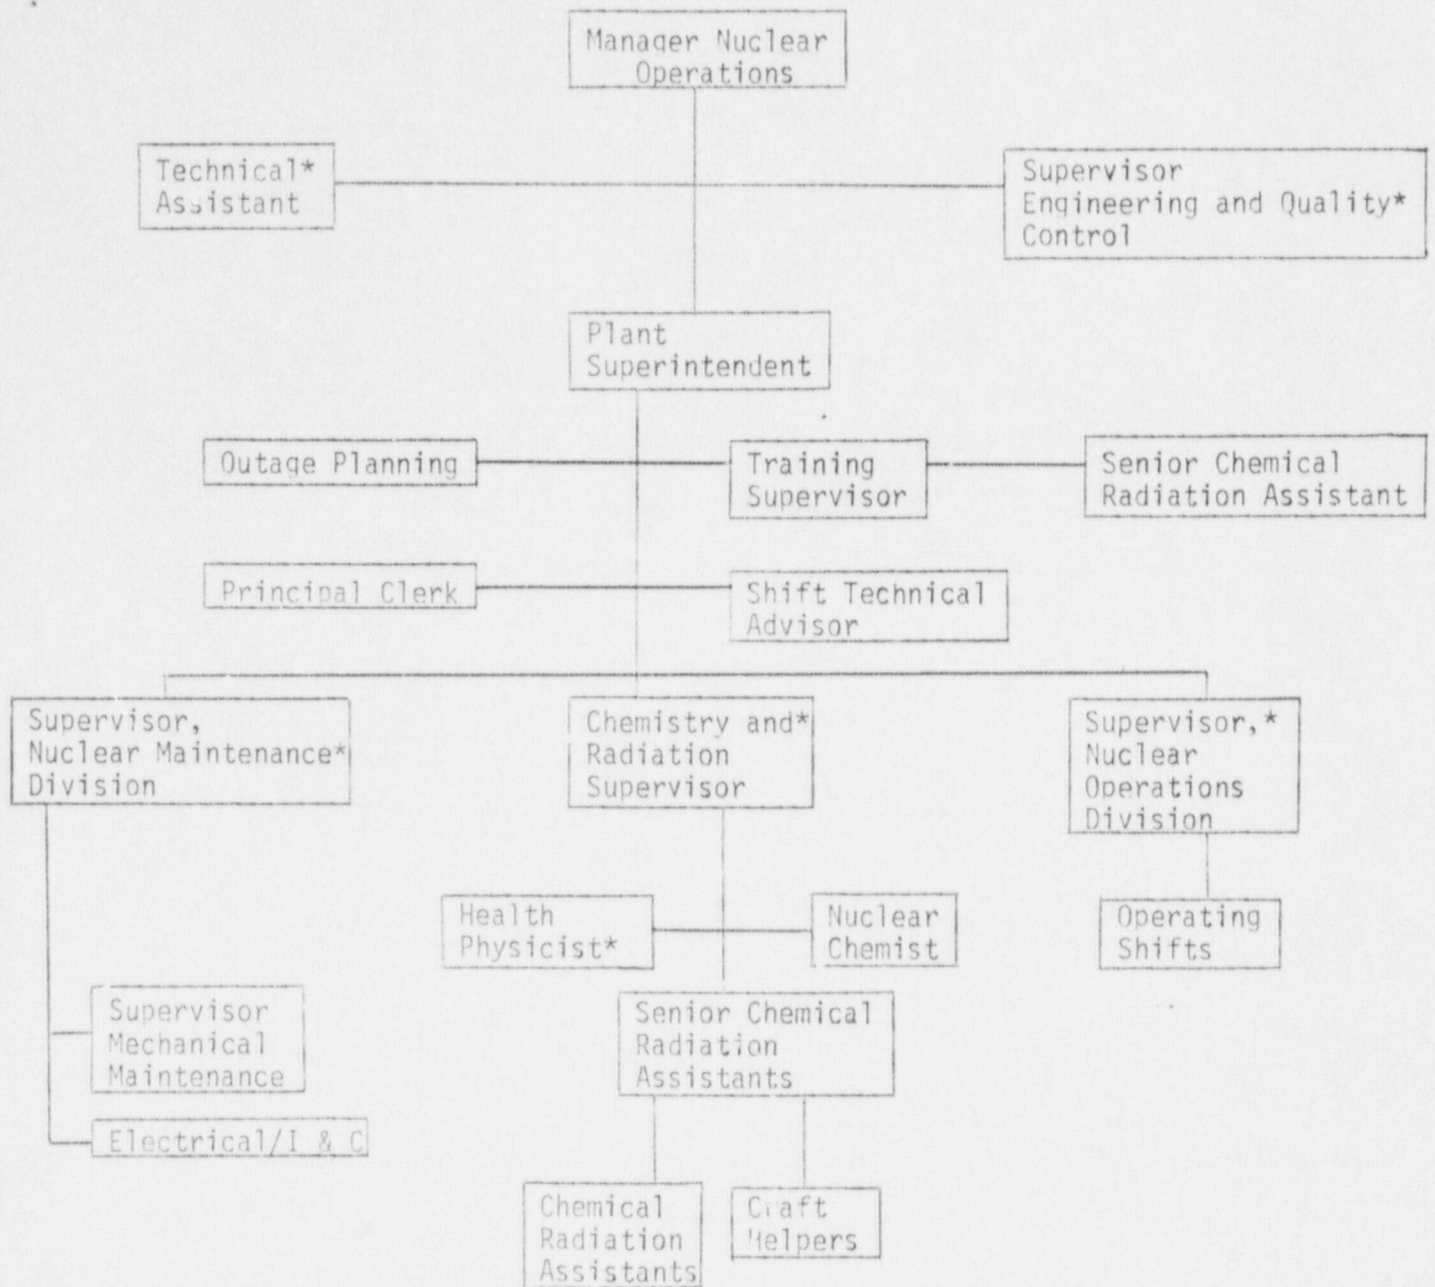 Manager Nuclear
Operations
Technical*
Assistant
Supervisor
Engineering and Quality*
Control
Plant
Superintendent
Outage Planning
Training
Supervisor
Senior Chemical
Radiation Assistant
Principal Clerk
Shift Technical
Advisor
Supervisor,
Nuclear Maintenance*
Division
Chemistry and*
Radiation
Supervisor
Supervisor,*
Nuclear
Operations
Division
Health
Physicist*
Nuclear
Chemist
Operating
Shifts
Supervisor
Mechanical
Maintenance
Senior Chemical
Radiation
Assistants
Electrical/I & C
Chemical
Radiation
Assistants
Craft
Helpers